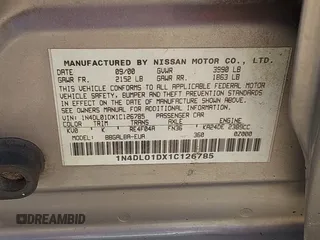 MANUFACTURED BY NISSAN MOTOR CO., LTD.
DATE 09/00 GVWR 3990 LB
GAWR FR. 2152 LB GAWR RR. 1863 LB
THIS VEHICLE CONFORMS TO ALL APPLICABLE FEDERAL MOTOR
VEHICLE SAFETY, BUMPER, AND THEFT PREVENTION STANDARDS
IN EFFECT ON THE DATE OF MANUFACTURE SHOWN ABOVE.
SEE OWNERS MANUAL FOR ADDITIONAL INFORMATION.
VIN: 1N4DL01DX1C126785 PASSENGER CAR
COLOR TRIM TRANS AXLE ENGINE
KV0 K RE4F04A FN36 KA24DE 2389CC
MODEL BBGALBA-EUA 360 02000
1N4DL01DX1C126785
DREAMBID